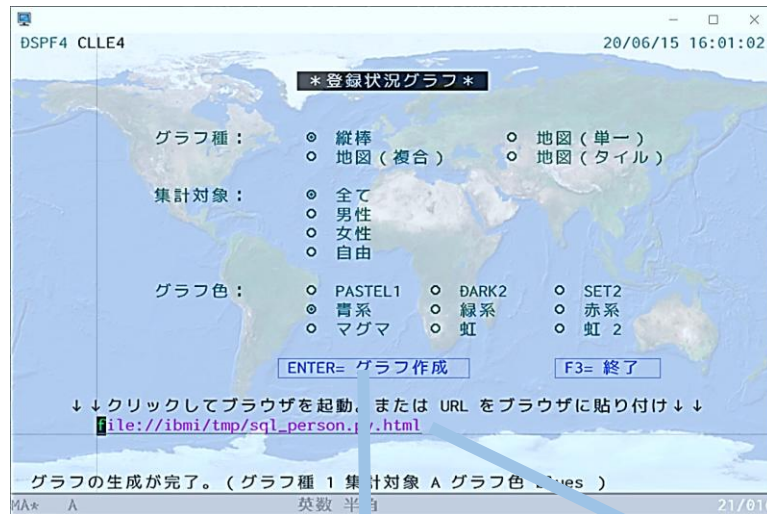 DSPF4 CLLE4 20/06/15 16:01:02
*登録状況グラフ*
グラフ種: 縦棒 地図(単一)
地図(複合) 地図(タイル)
集計対象: 全て
男性
女性
自由
グラフ色: PASTEL1 DARK2 SET2
青系 緑系 赤系
マグマ 虹 虹 2
ENTER= グラフ作成 F3= 終了
↓↓クリックしてブラウザを起動。または URL をブラウザに貼り付け↓↓
file://ibmi/tmp/sql_person.py.html
グラフの生成が完了。(グラフ種 1 集計対象 A グラフ色 Blues )
MA* A 英数 半角 21/010